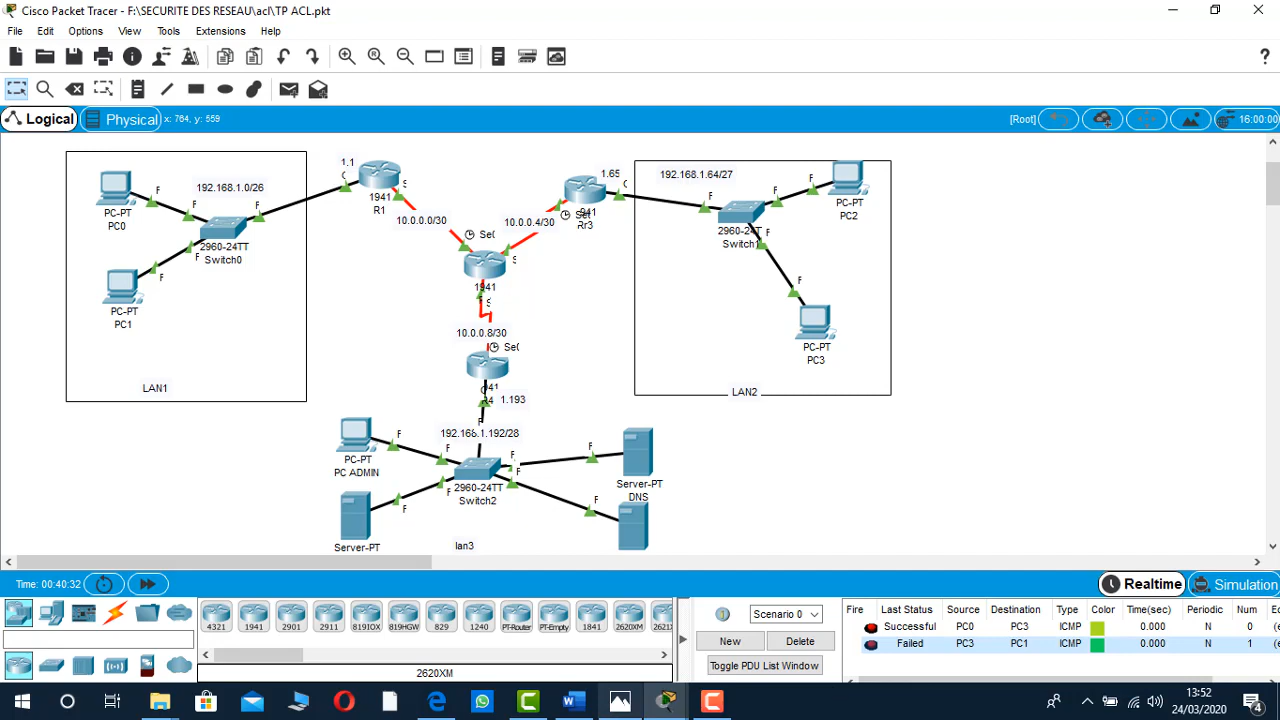 Cisco Packet Tracer - F:\SECURITE DES RESEAU\acl\TP ACL.pkt
File Edit Options View Tools Extensions Help
?
Logical Physical x: 764, y: 559 [Root] 16:00:00
1.1
1.65
192.168.1.0/26
192.168.1.64/27
PC-PT
PC0
F
F
F
1941
R1
10.0.0.0/30
10.0.0.4/30
Rr3
F
F
F
PC-PT
PC2
2960-24TT
Switch0
F
F
PC-PT
PC1
1941
F
F
PC-PT
PC3
10.0.0.8/30
LAN1
LAN2
1.193
192.168.1.192/28
F
F
F
PC-PT
PC ADMIN
F
F
F
F
2960-24TT
Switch2
F
F
Server-PT
DNS
Server-PT
lan3
Time: 00:40:32 Realtime Simulation
4321 1941 2901 2911 819IOX 819HGW 829 1240 PT-Router PT-Empty 1841 2620XM
2620XM
Scenario 0
New Delete
Toggle PDU List Window
Fire Last Status Source Destination Type Color Time(sec) Periodic Num
Successful PC0 PC3 ICMP 0.000 N 0
Failed PC3 PC1 ICMP 0.000 N 1
13:52
24/03/2020
4